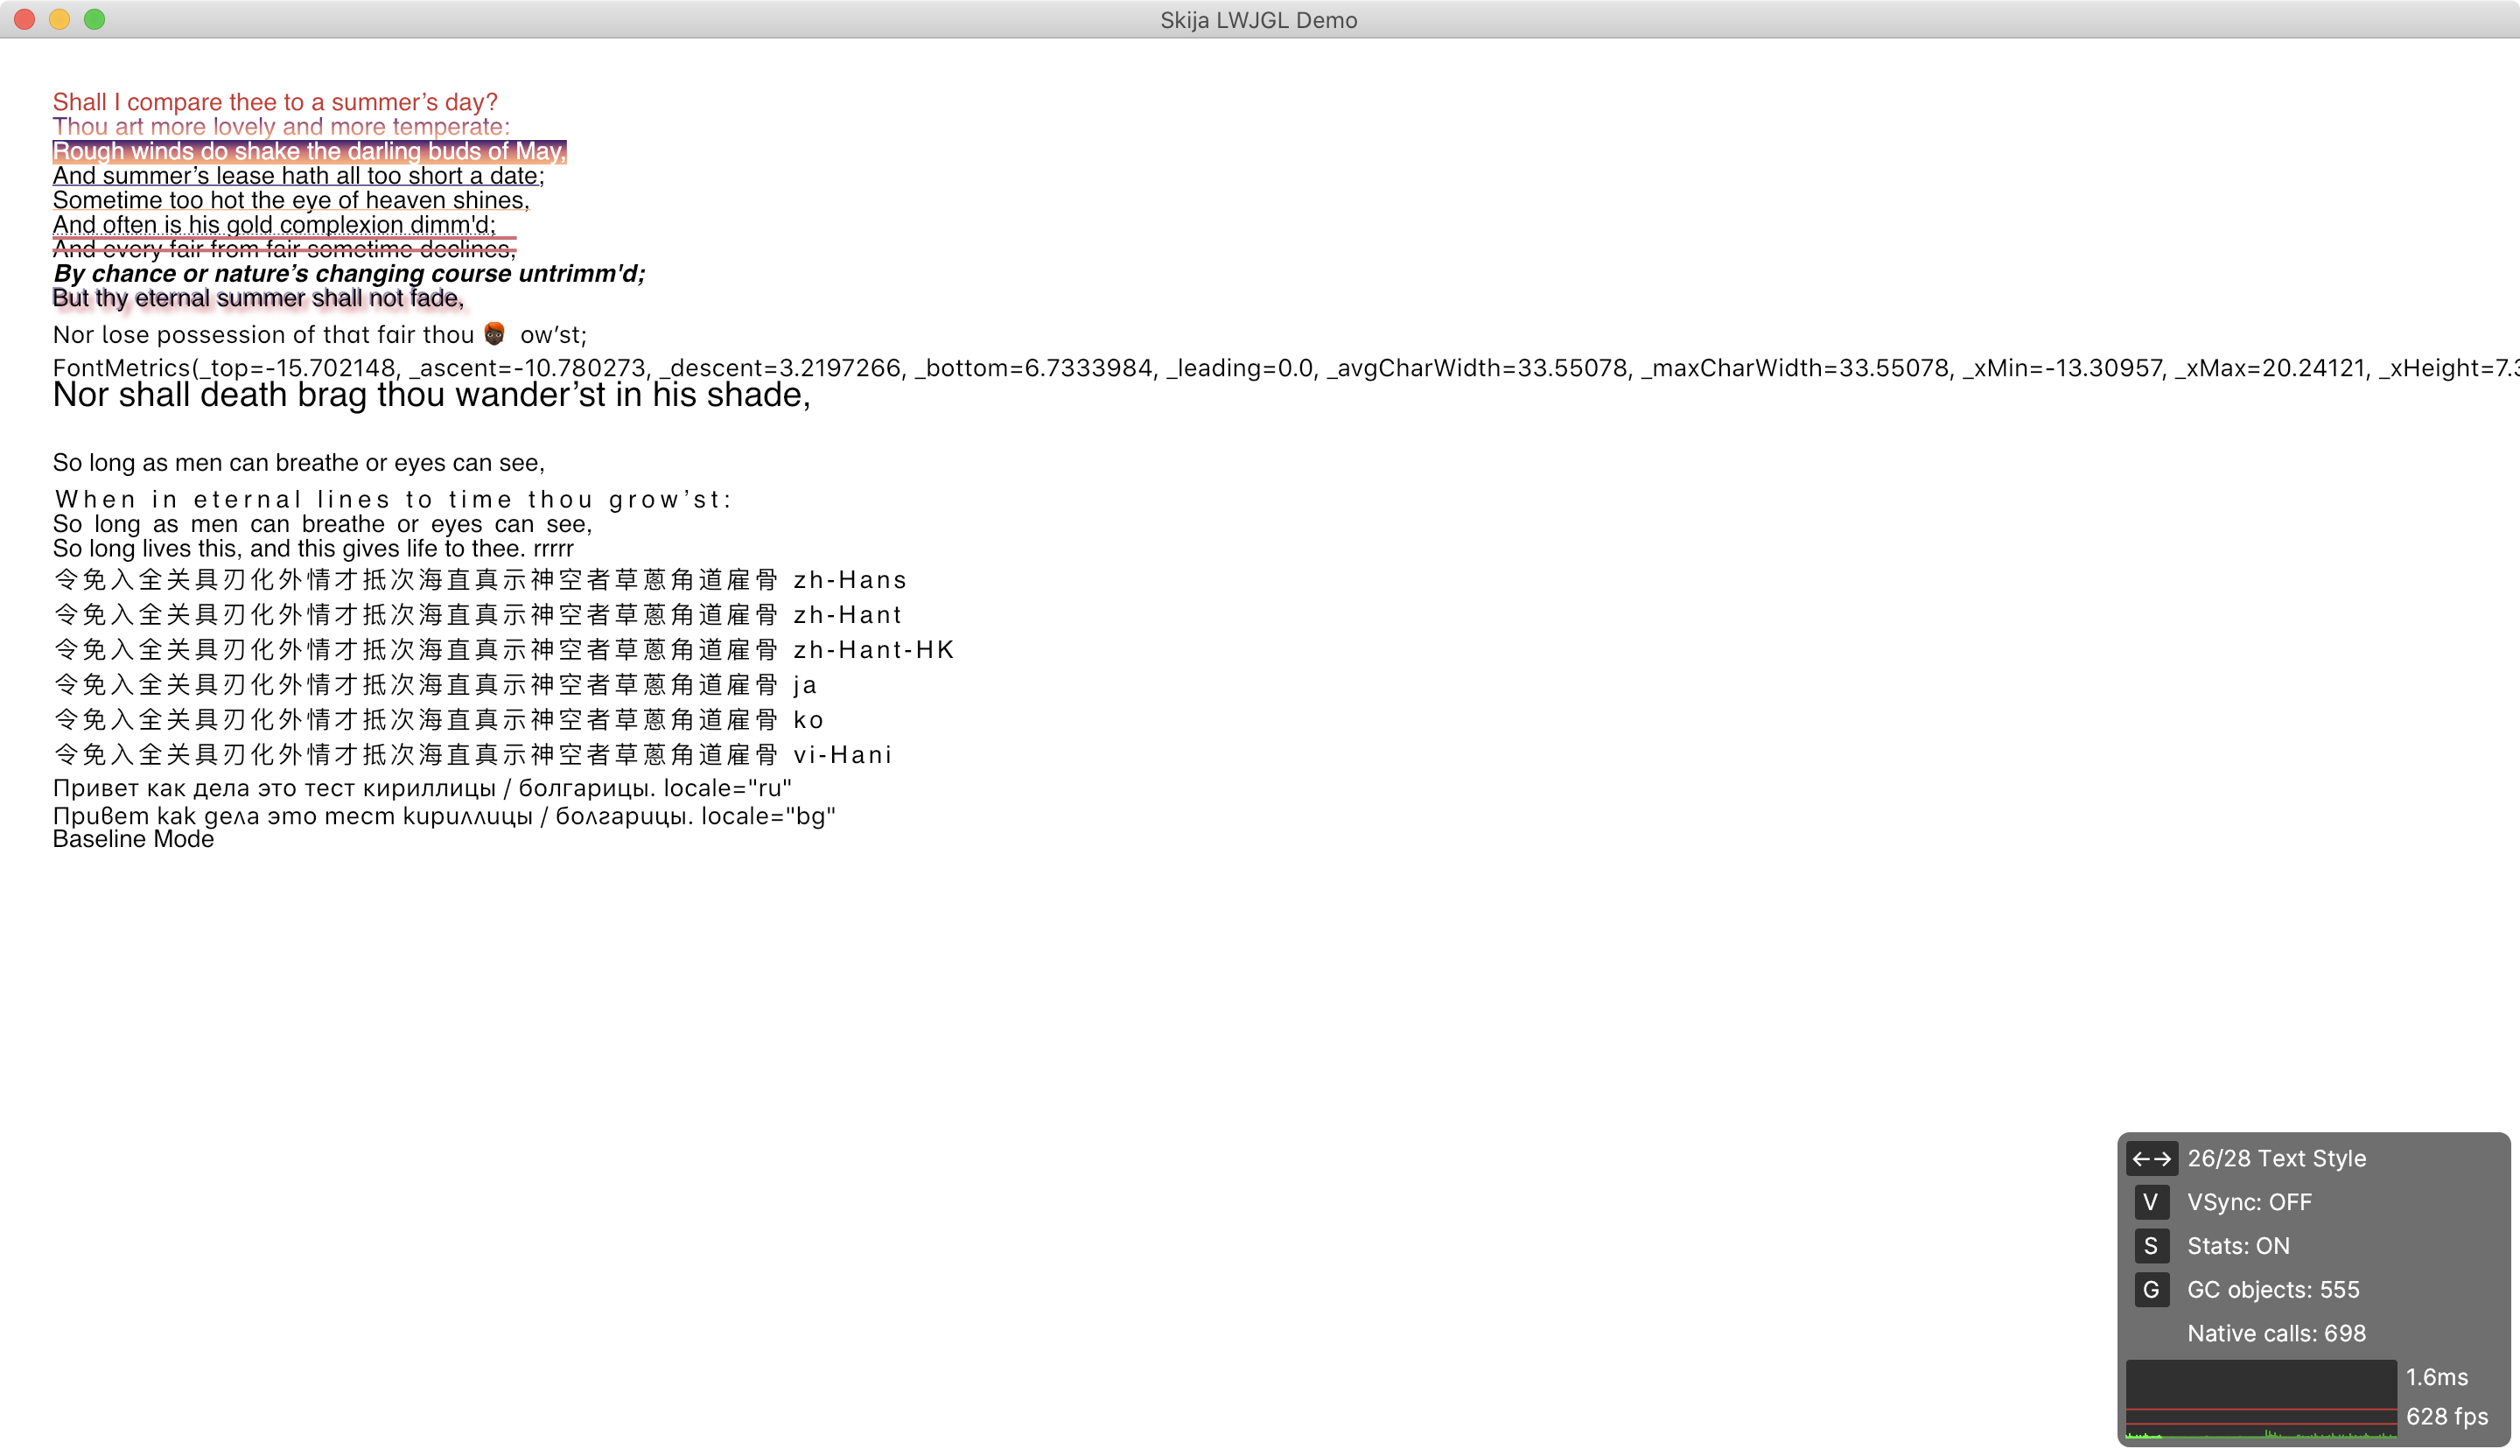 Skija LWJGL Demo
Shall I compare thee to a summer’s day?
Thou art more lovely and more temperate:
Rough winds do shake the darling buds of May,
And summer’s lease hath all too short a date;
Sometime too hot the eye of heaven shines,
And often is his gold complexion dimm'd;
And every fair from fair sometime declines,
By chance or nature’s changing course untrimm'd;
But thy eternal summer shall not fade,
Nor lose possession of that fair thou 👨🏿‍🦰 ow’st;
FontMetrics(_top=-15.702148, _ascent=-10.780273, _descent=3.2197266, _bottom=6.7333984, _leading=0.0, _avgCharWidth=33.55078, _maxCharWidth=33.55078, _xMin=-13.30957, _xMax=20.24121, _xHeight=7.3
Nor shall death brag thou wander’st in his shade,
So long as men can breathe or eyes can see,
When in eternal lines to time thou grow’st:
So long as men can breathe or eyes can see,
So long lives this, and this gives life to thee. rrrrr
令免入全关具刃化外情才抵次海直真示神空者草蔥角道雇骨 zh-Hans
令免入全关具刃化外情才抵次海直真示神空者草蔥角道雇骨 zh-Hant
令免入全关具刃化外情才抵次海直真示神空者草蔥角道雇骨 zh-Hant-HK
令免入全关具刃化外情才抵次海直真示神空者草蔥角道雇骨 ja
令免入全关具刃化外情才抵次海直真示神空者草蔥角道雇骨 ko
令免入全关具刃化外情才抵次海直真示神空者草蔥角道雇骨 vi-Hani
Привет как дела это тест кириллицы / болгарицы. locale="ru"
Привет как дела это тест кириллицы / болгарицы. locale="bg"
Baseline Mode
←→ 26/28 Text Style
V VSync: OFF
S Stats: ON
G GC objects: 555
Native calls: 698
1.6ms
628 fps